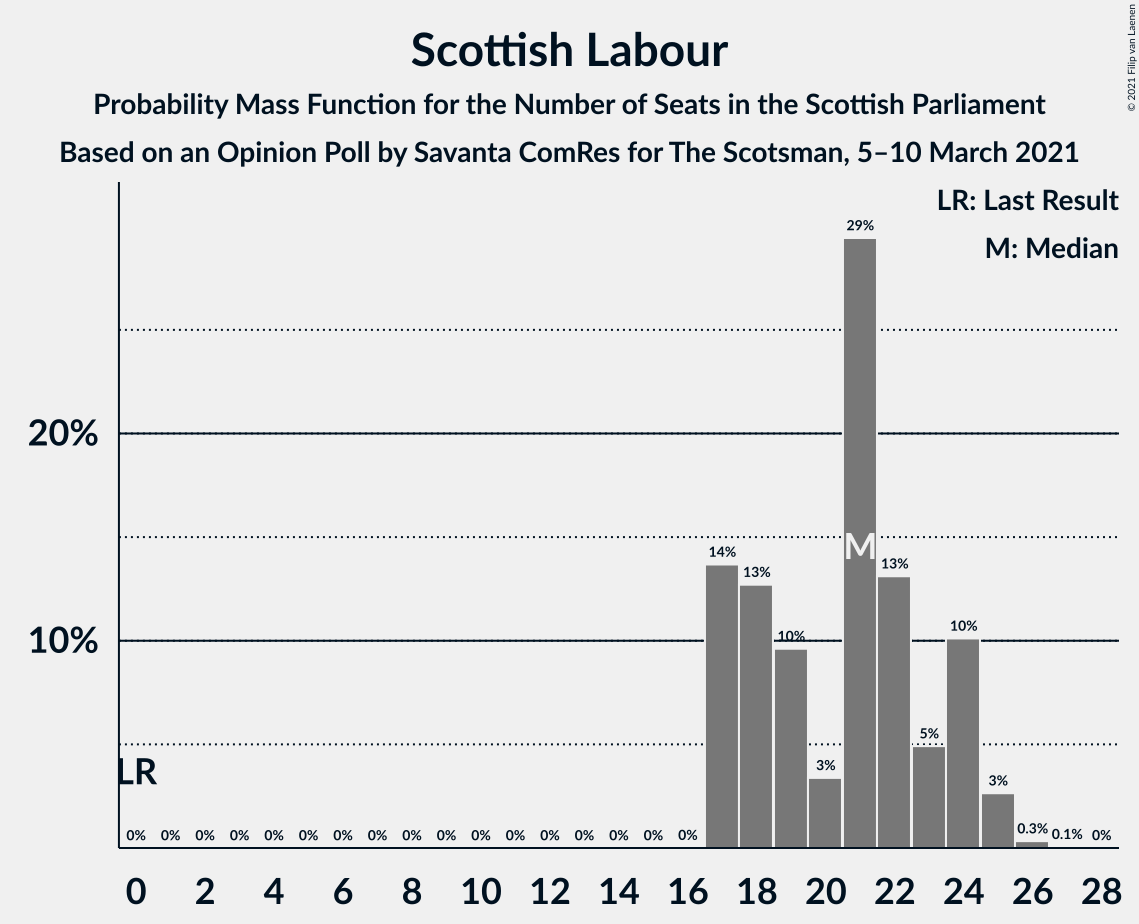 Scottish Labour
Probability Mass Function for the Number of Seats in the Scottish Parliament
Based on an Opinion Poll by Savanta ComRes for The Scotsman, 5–10 March 2021
© 2021 Filip van Laenen
LR: Last Result
M: Median
29%
20%
M
14%
13%
13%
10%
10%
10%
5%
3%
LR
3%
0% 0% 0% 0% 0% 0% 0% 0% 0% 0% 0% 0% 0% 0% 0% 0% 0% 0.3% 0.1% 0%
0 2 4 6 8 10 12 14 16 18 20 22 24 26 28